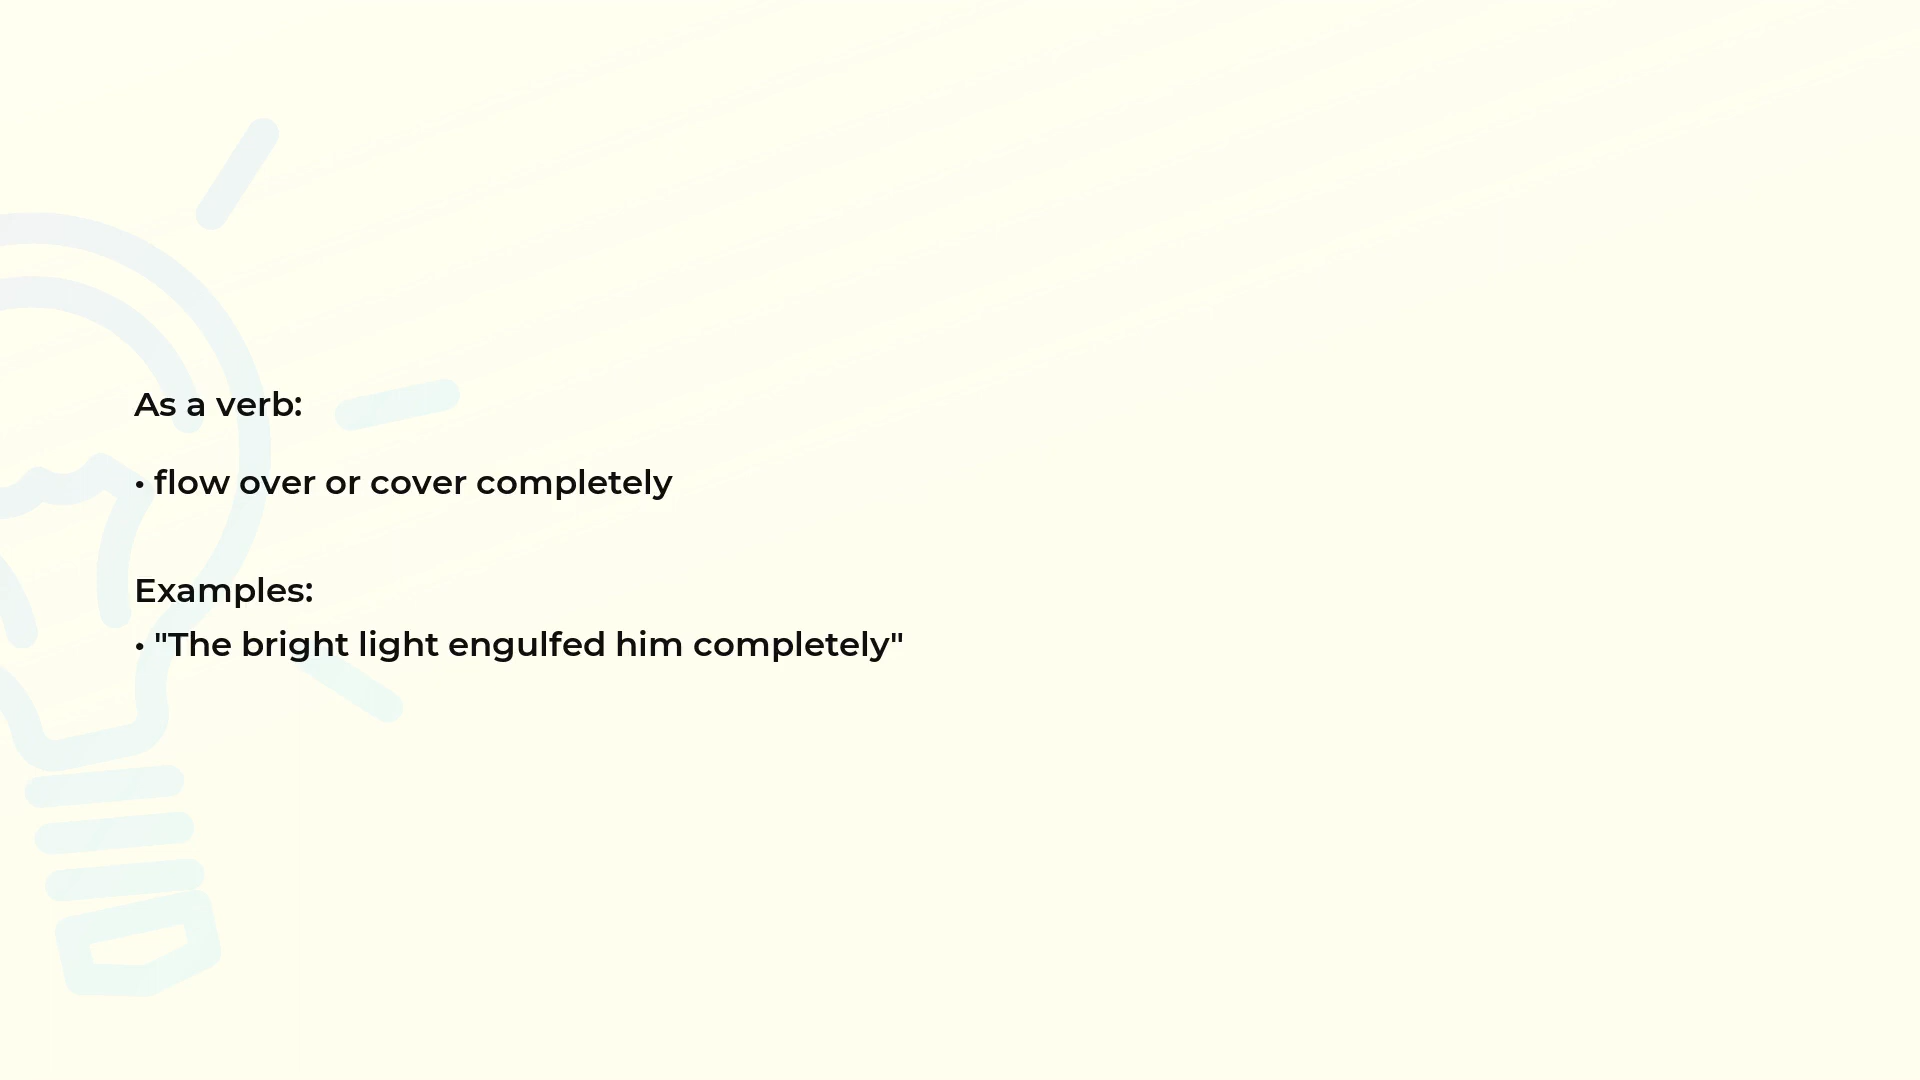 As a verb:
• flow over or cover completely
Examples:
• "The bright light engulfed him completely"